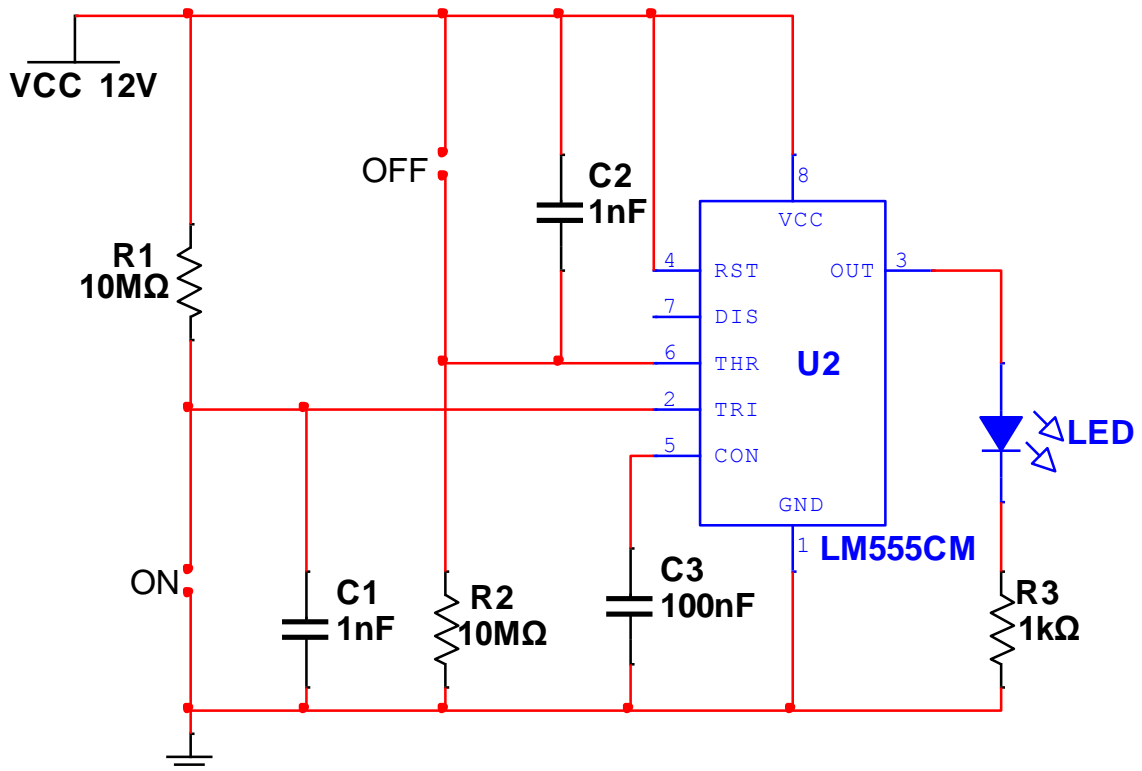 VCC 12V
OFF
C2
1nF
8
VCC
R1
10MΩ
4
RST
OUT
3
7
DIS
6
THR
U2
2
TRI
LED
5
CON
GND
1
LM555CM
ON
C1
1nF
R2
10MΩ
C3
100nF
R3
1kΩ